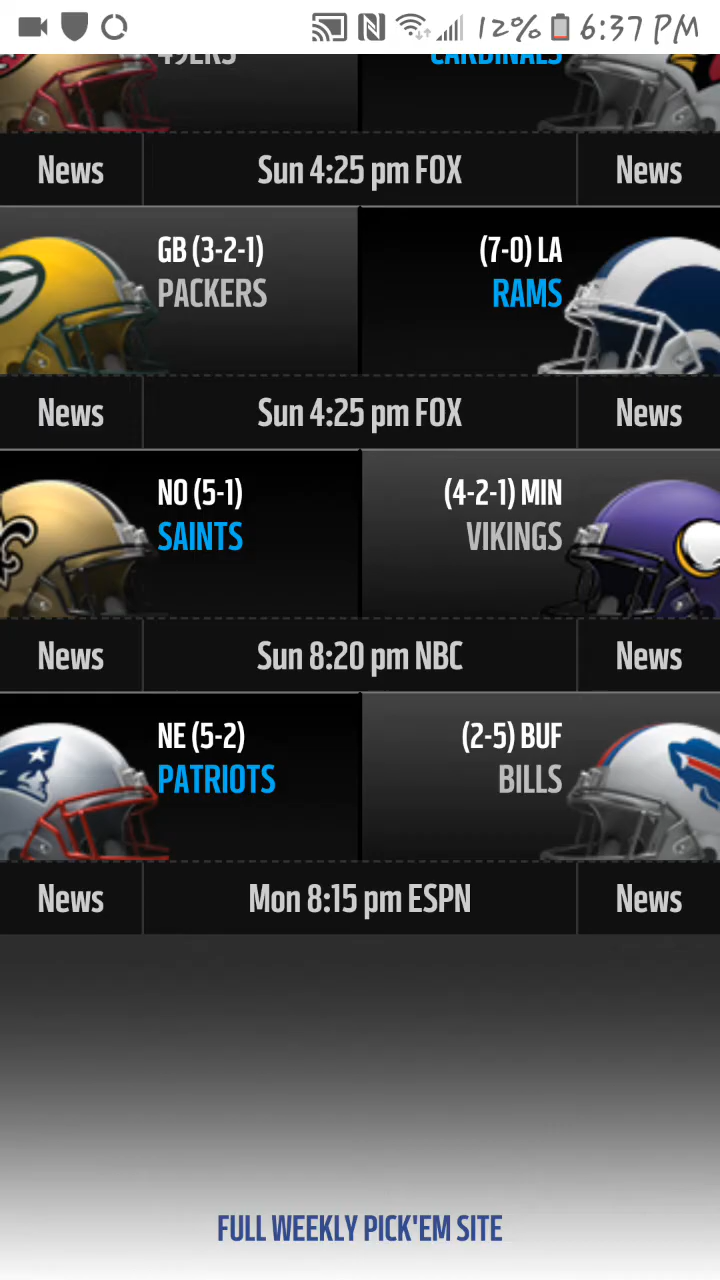 12% 6:37 PM
49ERS CARDINALS
News Sun 4:25 pm FOX News
GB (3-2-1) (7-0) LA
PACKERS RAMS
News Sun 4:25 pm FOX News
NO (5-1) (4-2-1) MIN
SAINTS VIKINGS
News Sun 8:20 pm NBC News
NE (5-2) (2-5) BUF
PATRIOTS BILLS
News Mon 8:15 pm ESPN News
FULL WEEKLY PICK'EM SITE